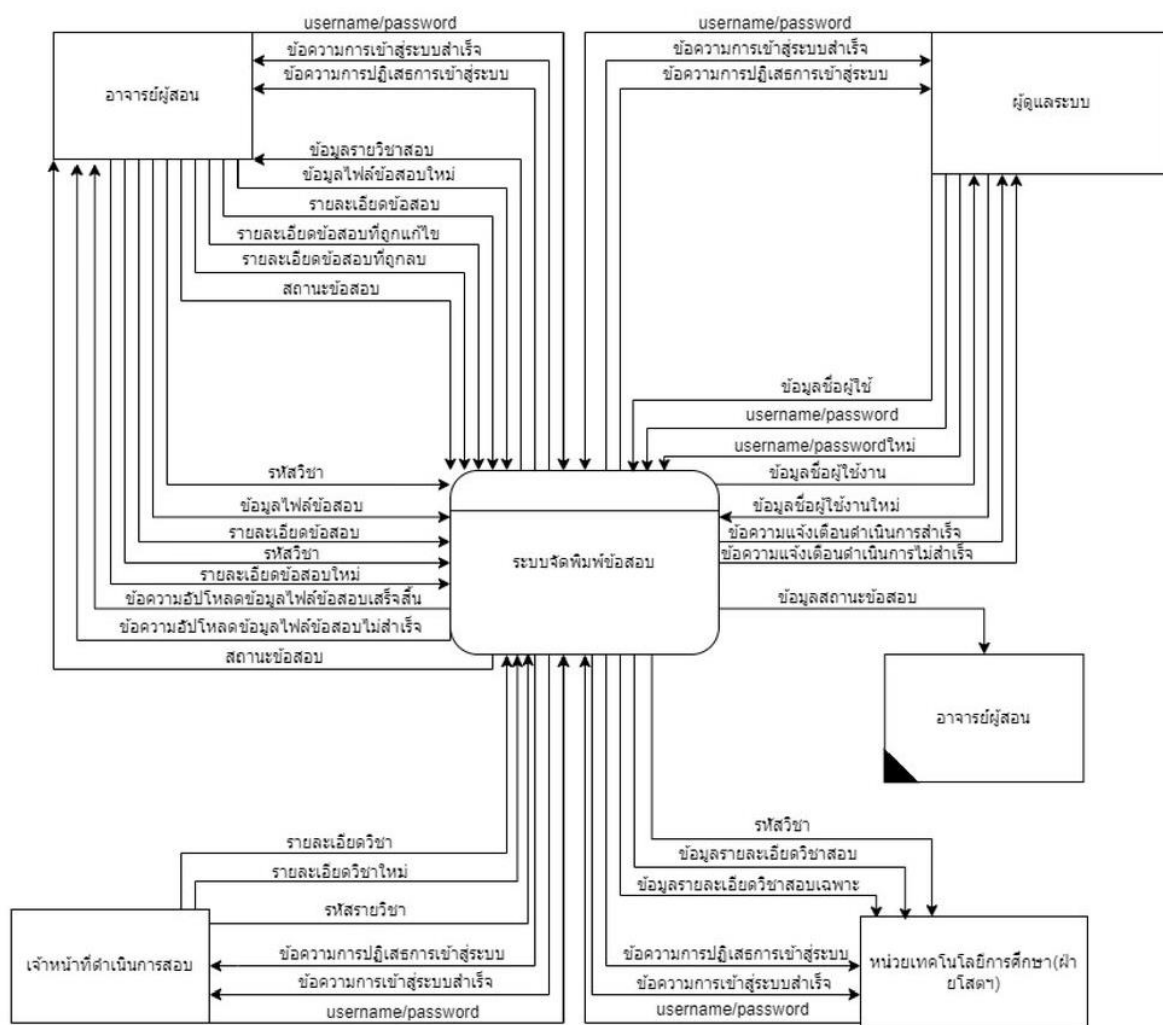 username/password
ข้อความการเข้าสู่ระบบสำเร็จ
ข้อความการปฏิเสธการเข้าสู่ระบบ
อาจารย์ผู้สอน
ข้อมูลรายวิชาสอบ
ข้อมูลไฟล์ข้อสอบใหม่
รายละเอียดข้อสอบ
รายละเอียดข้อสอบที่ถูกแก้ไข
รายละเอียดข้อสอบที่ถูกลบ
สถานะข้อสอบ
username/password
ข้อความการเข้าสู่ระบบสำเร็จ
ข้อความการปฏิเสธการเข้าสู่ระบบ
ผู้ดูแลระบบ
ข้อมูลชื่อผู้ใช้
username/password
username/passwordใหม่
ข้อมูลชื่อผู้ใช้งาน
ข้อมูลชื่อผู้ใช้งานใหม่
ข้อความแจ้งเตือนดำเนินการสำเร็จ
ข้อความแจ้งเตือนดำเนินการไม่สำเร็จ
รหัสวิชา
ข้อมูลไฟล์ข้อสอบ
รายละเอียดข้อสอบ
รหัสวิชา
รายละเอียดข้อสอบใหม่
ข้อความอัปโหลดข้อมูลไฟล์ข้อสอบเสร็จสิ้น
ข้อความอัปโหลดข้อมูลไฟล์ข้อสอบไม่สำเร็จ
สถานะข้อสอบ
ระบบจัดพิมพ์ข้อสอบ
ข้อมูลสถานะข้อสอบ
อาจารย์ผู้สอน
รายละเอียดวิชา
รายละเอียดวิชาใหม่
รหัสรายวิชา
เจ้าหน้าที่ดำเนินการสอบ
ข้อความการปฏิเสธการเข้าสู่ระบบ
ข้อความการเข้าสู่ระบบสำเร็จ
username/password
รหัสวิชา
ข้อมูลรายละเอียดวิชาสอบ
ข้อมูลรายละเอียดวิชาสอบเฉพาะ
ข้อความการปฏิเสธการเข้าสู่ระบบ
ข้อความการเข้าสู่ระบบสำเร็จ
username/password
หน่วยเทคโนโลยีการศึกษา(ฝ่า
ยโสตฯ)